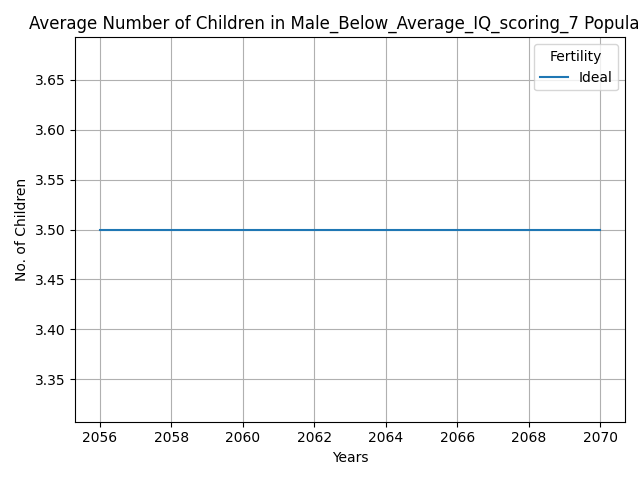 Average Number of Children in Male_Below_Average_IQ_scoring_7 Popula
Fertility
Ideal
No. of Children
3.65
3.60
3.55
3.50
3.45
3.40
3.35
2056 2058 2060 2062 2064 2066 2068 2070
Years